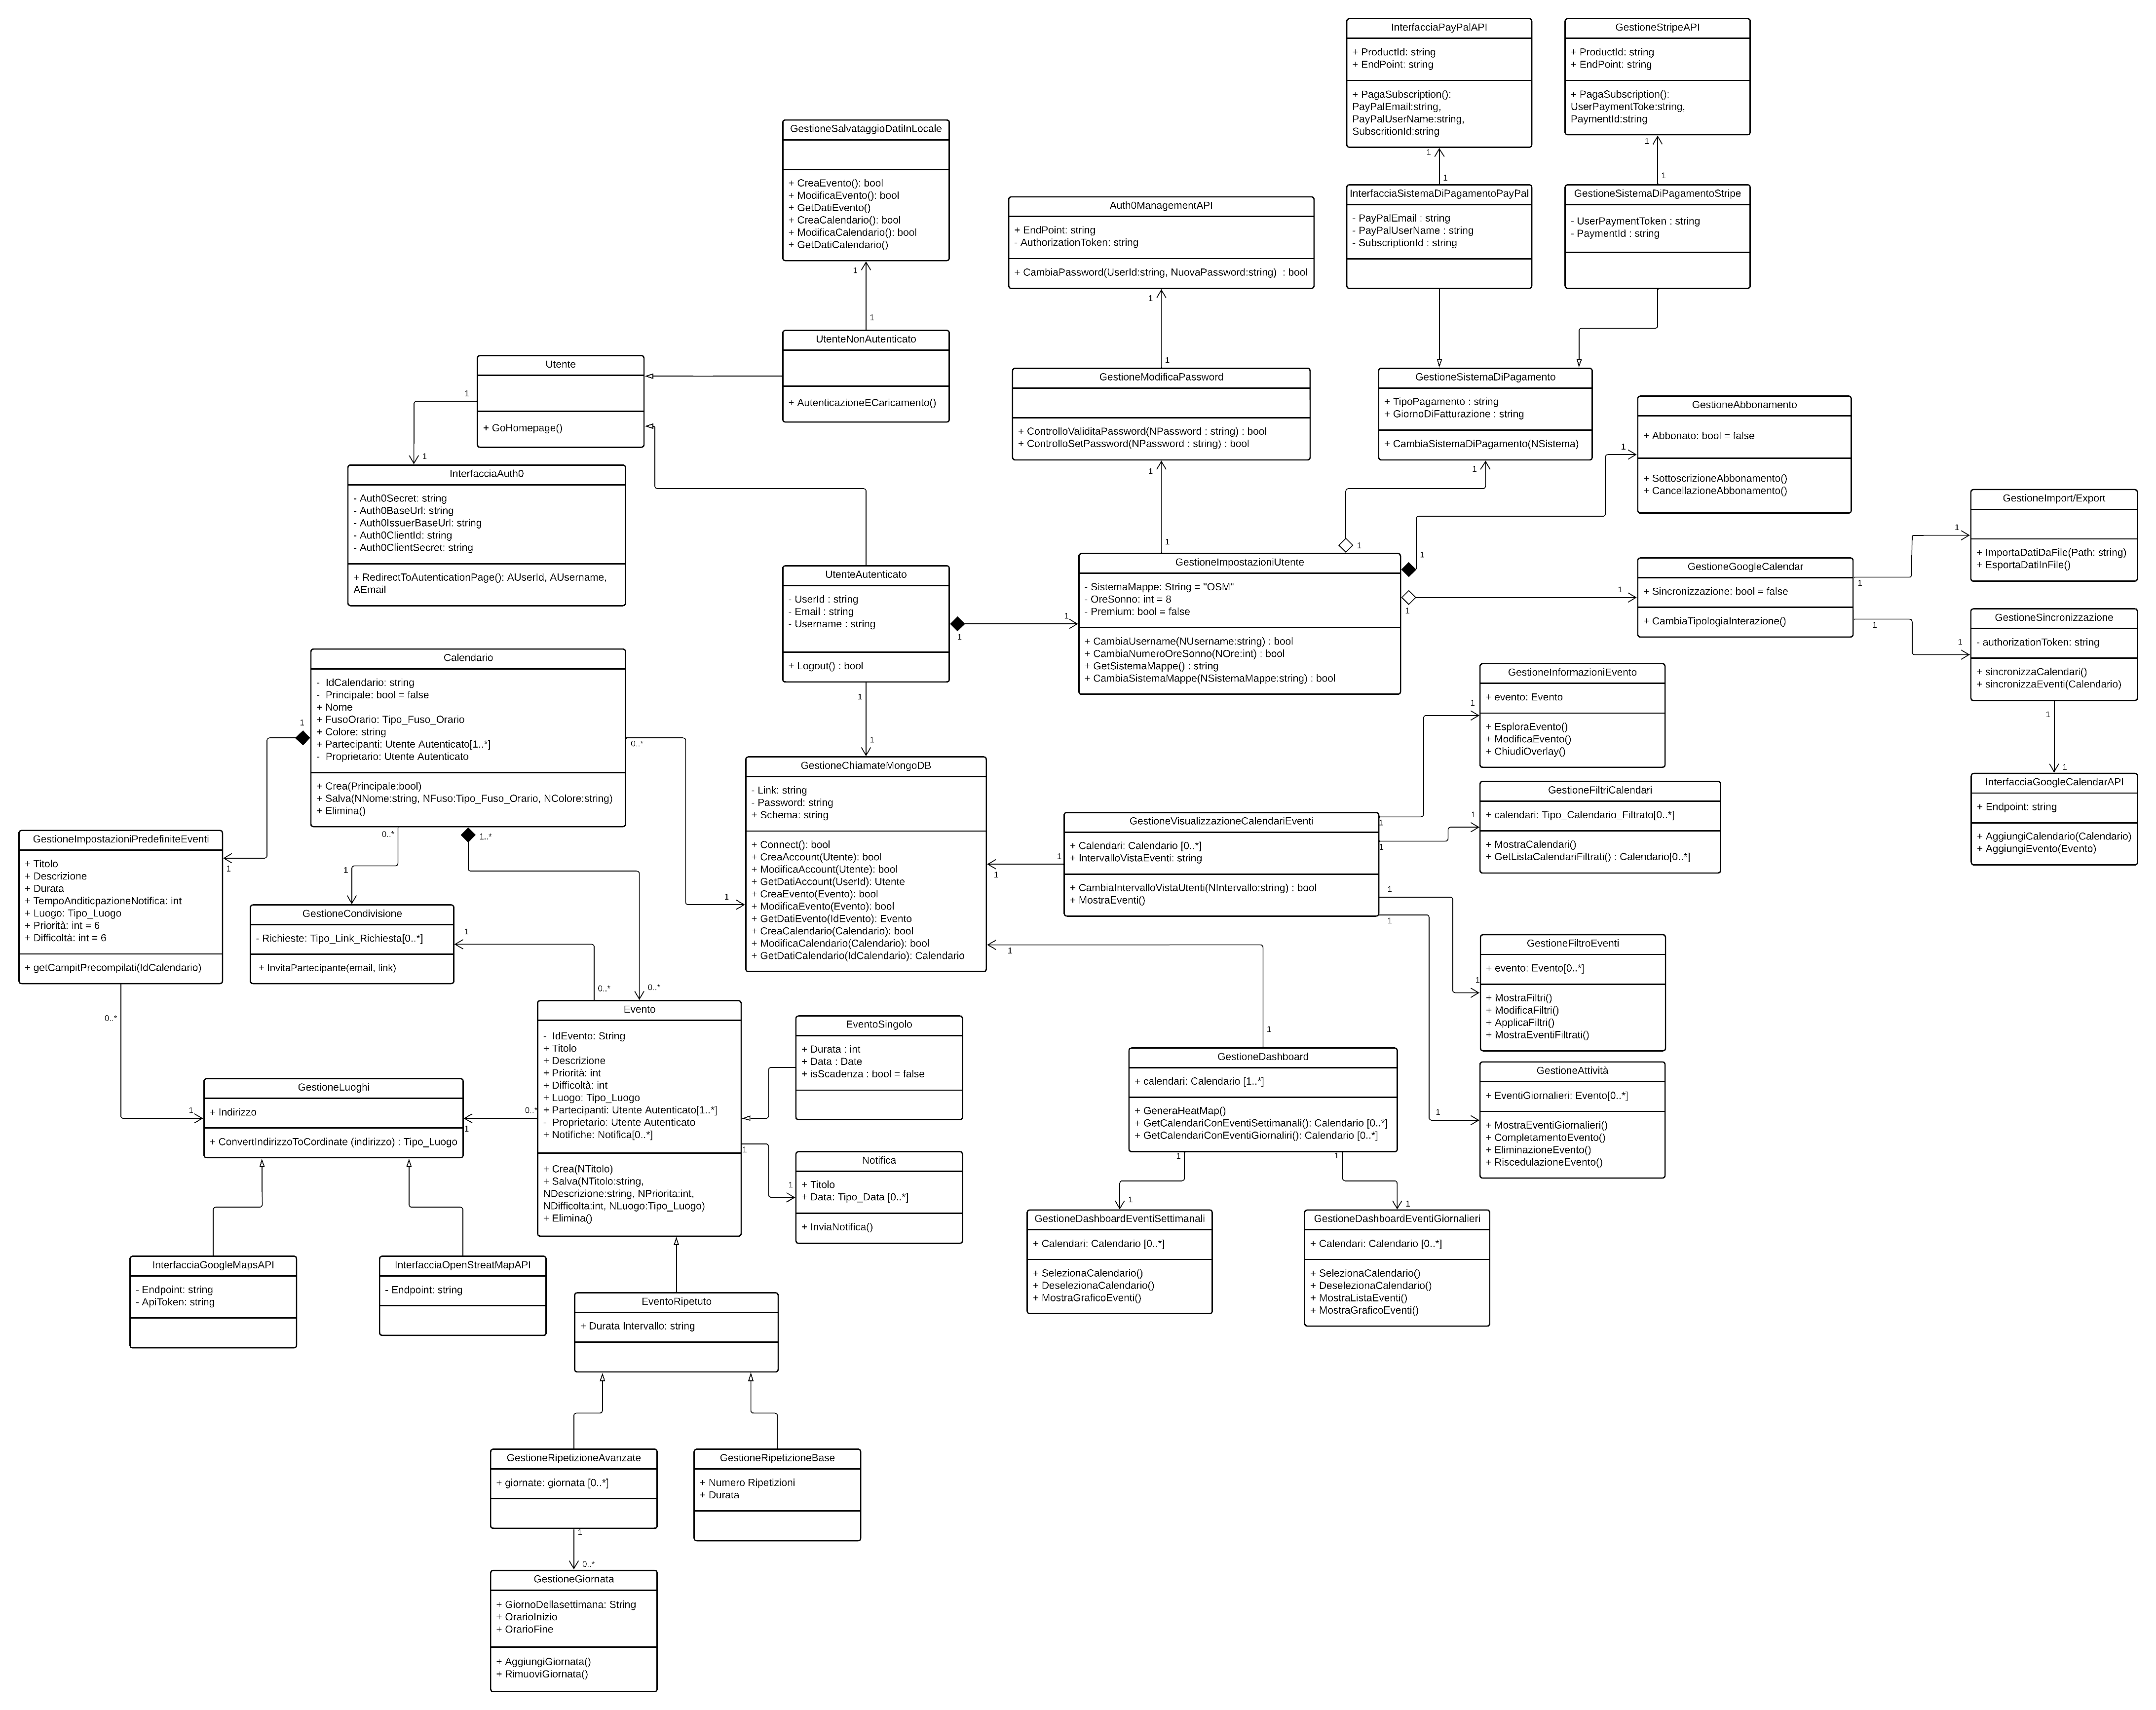 InterfacciaPayPalAPI
+ ProductId: string
+ EndPoint: string
+ PagaSubscription():
PayPalEmail:string,
PayPalUserName:string,
SubscritionId:string
1
1
GestioneStripeAPI
+ ProductId: string
+ EndPoint: string
+ PagaSubscription():
UserPaymentToke:string,
PaymentId:string
1
1
GestioneSalvataggioDatiInLocale
+ CreaEvento(): bool
+ ModificaEvento(): bool
+ GetDatiEvento()
+ CreaCalendario(): bool
+ ModificaCalendario(): bool
+ GetDatiCalendario()
1
1
Auth0ManagementAPI
+ EndPoint: string
- AuthorizationToken: string
+ CambiaPassword(UserId:string, NuovaPassword:string) : bool
1
1
InterfacciaSistemaDiPagamentoPayPal
- PayPalEmail : string
- PayPalUserName : string
- SubscriptionId : string
GestioneSistemaDiPagamentoStripe
- UserPaymentToken : string
- PaymentId : string
UtenteNonAutenticato
+ AutenticazioneECaricamento()
Utente
+ GoHomepage()
1
1
InterfacciaAuth0
- Auth0Secret: string
- Auth0BaseUrl: string
- Auth0IssuerBaseUrl: string
- Auth0ClientId: string
- Auth0ClientSecret: string
+ RedirectToAutenticationPage(): AUserId, AUsername,
AEmail
GestioneModificaPassword
+ ControlloValiditaPassword(NPassword : string) : bool
+ ControlloSetPassword(NPassword : string) : bool
1
1
GestioneSistemaDiPagamento
+ TipoPagamento : string
+ GiornoDiFatturazione : string
+ CambiaSistemaDiPagamento(NSistema)
1
1
GestioneAbbonamento
+ Abbonato: bool = false
+ SottoscrizioneAbbonamento()
+ CancellazioneAbbonamento()
1
1
GestioneImport/Export
+ ImportaDatiDaFile(Path: string)
+ EsportaDatiInFile()
1
1
UtenteAutenticato
- UserId : string
- Email : string
- Username : string
+ Logout() : bool
1
1
1
1
GestioneImpostazioniUtente
- SistemaMappe: String = "OSM"
- OreSonno: int = 8
- Premium: bool = false
+ CambiaUsername(NUsername:string) : bool
+ CambiaNumeroOreSonno(NOre:int) : bool
+ GetSistemaMappe() : string
+ CambiaSistemaMappe(NSistemaMappe:string) : bool
1
1
GestioneGoogleCalendar
+ Sincronizzazione: bool = false
+ CambiaTipologiaInterazione()
1
1
GestioneSincronizzazione
- authorizationToken: string
+ sincronizzaCalendari()
+ sincronizzaEventi(Calendario)
1
1
InterfacciaGoogleCalendarAPI
+ Endpoint: string
+ AggiungiCalendario(Calendario)
+ AggiungiEvento(Evento)
Calendario
- IdCalendario: string
- Principale: bool = false
+ Nome
+ FusoOrario: Tipo_Fuso_Orario
+ Colore: string
+ Partecipanti: Utente Autenticato[1..*]
- Proprietario: Utente Autenticato
+ Crea(Principale:bool)
+ Salva(NNome:string, NFuso:Tipo_Fuso_Orario, NColore:string)
+ Elimina()
1
1
0..*
1
0..*
1
1..*
0..*
GestioneChiamateMongoDB
- Link: string
- Password: string
+ Schema: string
+ Connect(): bool
+ CreaAccount(Utente): bool
+ ModificaAccount(Utente): bool
+ GetDatiAccount(UserId): Utente
+ CreaEvento(Evento): bool
+ ModificaEvento(Evento): bool
+ GetDatiEvento(IdEvento): Evento
+ CreaCalendario(Calendario): bool
+ ModificaCalendario(Calendario): bool
+ GetDatiCalendario(IdCalendario): Calendario
1
1
1
1
GestioneVisualizzazioneCalendariEventi
+ Calendari: Calendario [0..*]
+ IntervalloVistaEventi: string
+ CambiaIntervalloVistaUtenti(NIntervallo:string) : bool
+ MostraEventi()
1
1
1
1
1
1
1
1
GestioneInformazioniEvento
+ evento: Evento
+ EsploraEvento()
+ ModificaEvento()
+ ChiudiOverlay()
GestioneFiltriCalendari
+ calendari: Tipo_Calendario_Filtrato[0..*]
+ MostraCalendari()
+ GetListaCalendariFiltrati() : Calendario[0..*]
GestioneFiltroEventi
+ evento: Evento[0..*]
+ MostraFiltri()
+ ModificaFiltri()
+ ApplicaFiltri()
+ MostraEventiFiltrati()
GestioneAttività
+ EventiGiornalieri: Evento[0..*]
+ MostraEventiGiornalieri()
+ CompletamentoEvento()
+ EliminazioneEvento()
+ RiscedulazioneEvento()
GestioneImpostazioniPredefiniteEventi
+ Titolo
+ Descrizione
+ Durata
+ TempoAnditicpazioneNotifica: int
+ Luogo: Tipo_Luogo
+ Priorità: int = 6
+ Difficoltà: int = 6
+ getCampitPrecompilati(IdCalendario)
0..*
1
GestioneCondivisione
- Richieste: Tipo_Link_Richiesta[0..*]
+ InvitaPartecipante(email, link)
1
0..*
Evento
- IdEvento: String
+ Titolo
+ Descrizione
+ Priorità: int
+ Difficoltà: int
+ Luogo: Tipo_Luogo
+ Partecipanti: Utente Autenticato[1..*]
- Proprietario: Utente Autenticato
+ Notifiche: Notifica[0..*]
+ Crea(NTitolo)
+ Salva(NTitolo:string,
NDescrizione:string, NPriorita:int,
NDifficolta:int, NLuogo:Tipo_Luogo)
+ Elimina()
0..*
1
1
1
EventoSingolo
+ Durata : int
+ Data : Date
+ isScadenza : bool = false
Notifica
+ Titolo
+ Data: Tipo_Data [0..*]
+ InviaNotifica()
GestioneLuoghi
+ Indirizzo
+ ConvertIndirizzoToCordinate (indirizzo) : Tipo_Luogo
InterfacciaGoogleMapsAPI
- Endpoint: string
- ApiToken: string
InterfacciaOpenStreatMapAPI
- Endpoint: string
GestioneDashboard
+ calendari: Calendario [1..*]
+ GeneraHeatMap()
+ GetCalendariConEventiSettimanali(): Calendario [0..*]
+ GetCalendariConEventiGiornaliri(): Calendario [0..*]
1
1
1
1
GestioneDashboardEventiSettimanali
+ Calendari: Calendario [0..*]
+ SelezionaCalendario()
+ DeselezionaCalendario()
+ MostraGraficoEventi()
GestioneDashboardEventiGiornalieri
+ Calendari: Calendario [0..*]
+ SelezionaCalendario()
+ DeselezionaCalendario()
+ MostraListaEventi()
+ MostraGraficoEventi()
EventoRipetuto
+ Durata Intervallo: string
GestioneRipetizioneAvanzate
+ giornate: giornata [0..*]
1
0..*
GestioneRipetizioneBase
+ Numero Ripetizioni
+ Durata
GestioneGiornata
+ GiornoDellasettimana: String
+ OrarioInizio
+ OrarioFine
+ AggiungiGiornata()
+ RimuoviGiornata()